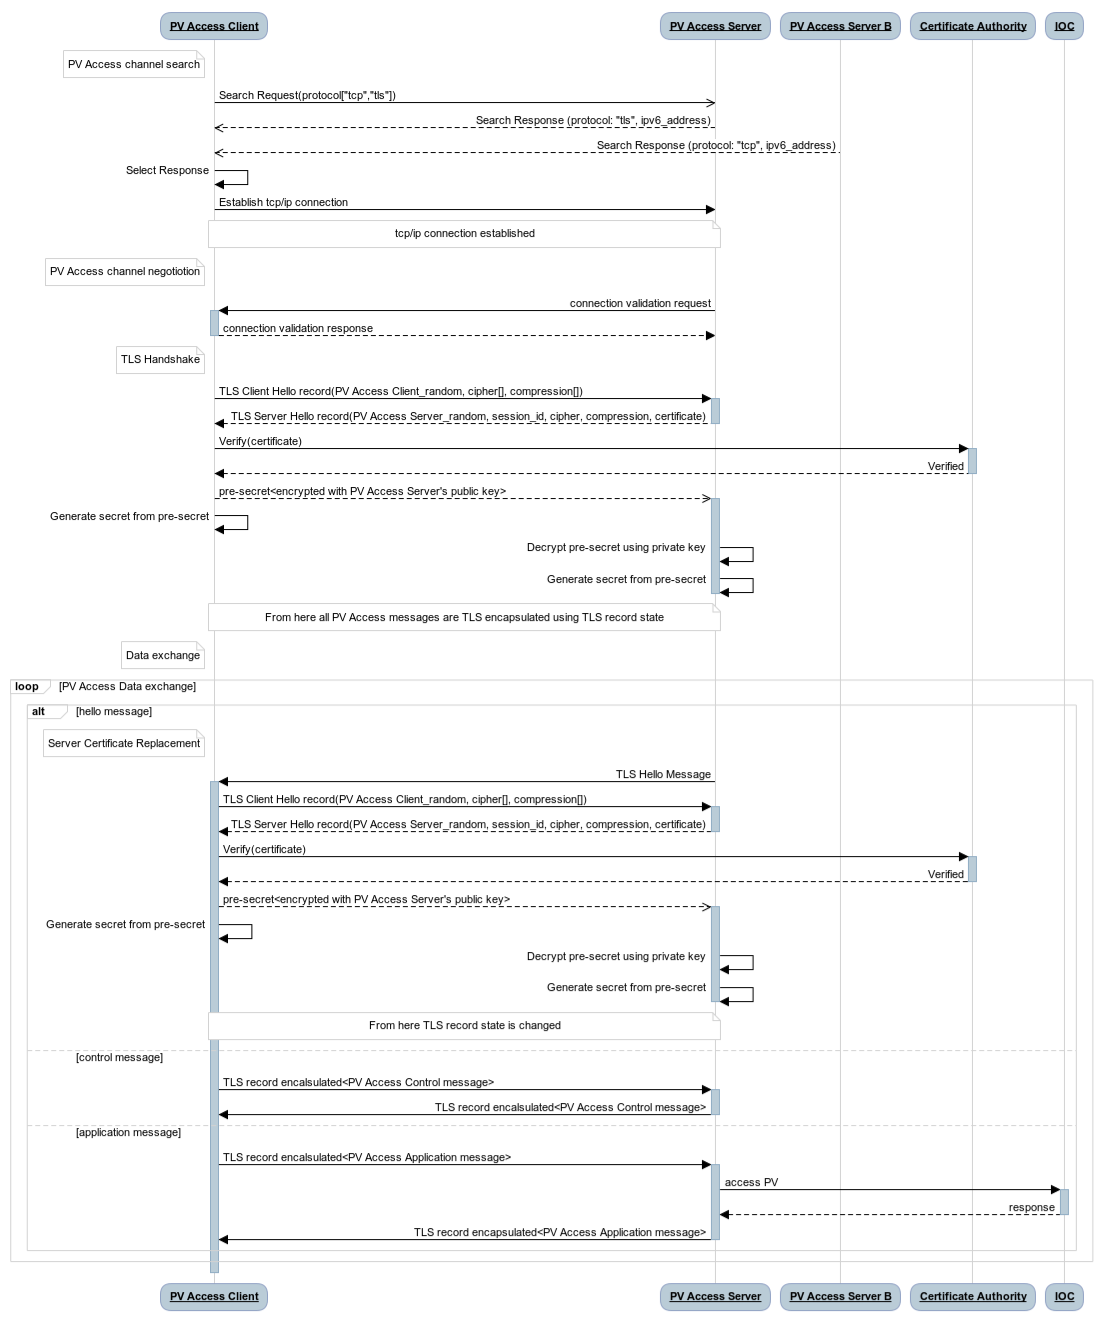 PV Access Client PV Access Server PV Access Server B Certificate Authority IOC
PV Access channel search
Search Request(protocol["tcp","tls"])
Search Response (protocol: "tls", ipv6_address)
Search Response (protocol: "tcp", ipv6_address)
Select Response
Establish tcp/ip connection
tcp/ip connection established
PV Access channel negotiotion
connection validation request
connection validation response
TLS Handshake
TLS Client Hello record(PV Access Client_random, cipher[], compression[])
TLS Server Hello record(PV Access Server_random, session_id, cipher, compression, certificate)
Verify(certificate)
Verified
pre-secret<encrypted with PV Access Server's public key>
Generate secret from pre-secret
Decrypt pre-secret using private key
Generate secret from pre-secret
From here all PV Access messages are TLS encapsulated using TLS record state
Data exchange
loop [PV Access Data exchange]
alt [hello message]
Server Certificate Replacement
TLS Hello Message
TLS Client Hello record(PV Access Client_random, cipher[], compression[])
TLS Server Hello record(PV Access Server_random, session_id, cipher, compression, certificate)
Verify(certificate)
Verified
pre-secret<encrypted with PV Access Server's public key>
Generate secret from pre-secret
Decrypt pre-secret using private key
Generate secret from pre-secret
From here TLS record state is changed
[control message]
TLS record encalsulated<PV Access Control message>
TLS record encalsulated<PV Access Control message>
[application message]
TLS record encalsulated<PV Access Application message>
access PV
response
TLS record encapsulated<PV Access Application message>
PV Access Client PV Access Server PV Access Server B Certificate Authority IOC